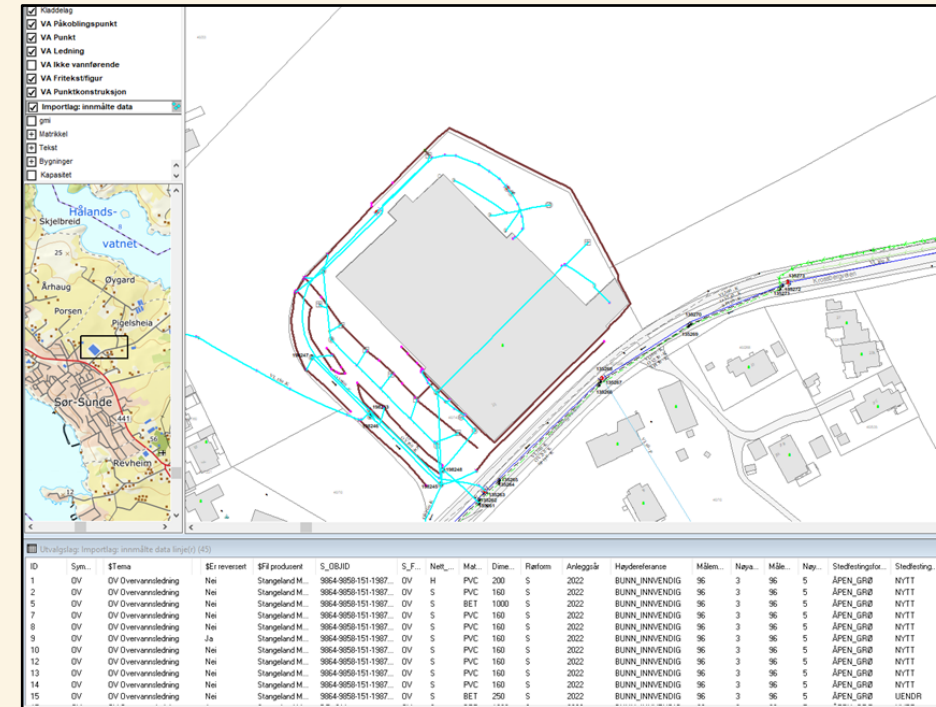 Kladdelag
VA Påkoblingspunkt
VA Punkt
VA Ledning
VA Ikke vannførende
VA Fritekst/figur
VA Punktkonstruksjon
Importlag: innmålte data
gmi
Matrikkel
Tekst
Bygninger
Kapasitet
Hålands-
vatnet
Skjelbreid
25
Århaug
Øygard
Porsen
Pigelsheia
Sør-Sunde
441
Revheim
12
Utvalgslag: Importlag: innmålte data linje(r) (45)
ID Sym... $Tema $Er reversert $Fil produsent S_OBJID S_F... Nett_... Mat... Dime... Rørform Anleggsår Høydereferanse Målem... Nøya... Måle... Nøy... Stedfestingsfor... Stedfesting...
1 OV OV Overvannsledning Nei Stangeland M... 9864-9858-151-1987... OV H PVC 200 S 2022 BUNN_INNVENDIG 96 3 96 5 ÅPEN_GRØ NYTT
2 OV OV Overvannsledning Nei Stangeland M... 9864-9858-151-1987... OV S PVC 160 S 2022 BUNN_INNVENDIG 96 3 96 5 ÅPEN_GRØ NYTT
5 OV OV Overvannsledning Nei Stangeland M... 9864-9858-151-1987... OV S BET 1000 S 2022 BUNN_INNVENDIG 96 3 96 5 ÅPEN_GRØ NYTT
7 OV OV Overvannsledning Nei Stangeland M... 9864-9858-151-1987... OV S PVC 160 S 2022 BUNN_INNVENDIG 96 3 96 5 ÅPEN_GRØ NYTT
8 OV OV Overvannsledning Nei Stangeland M... 9864-9858-151-1987... OV S PVC 160 S 2022 BUNN_INNVENDIG 96 3 96 5 ÅPEN_GRØ NYTT
9 OV OV Overvannsledning Ja Stangeland M... 9864-9858-151-1987... OV S PVC 160 S 2022 BUNN_INNVENDIG 96 3 96 5 ÅPEN_GRØ NYTT
10 OV OV Overvannsledning Nei Stangeland M... 9864-9858-151-1987... OV S PVC 160 S 2022 BUNN_INNVENDIG 96 3 96 5 ÅPEN_GRØ NYTT
12 OV OV Overvannsledning Nei Stangeland M... 9864-9858-151-1987... OV S PVC 160 S 2022 BUNN_INNVENDIG 96 3 96 5 ÅPEN_GRØ NYTT
13 OV OV Overvannsledning Nei Stangeland M... 9864-9858-151-1987... OV S PVC 160 S 2022 BUNN_INNVENDIG 96 3 96 5 ÅPEN_GRØ NYTT
14 OV OV Overvannsledning Nei Stangeland M... 9864-9858-151-1987... OV S PVC 160 S 2022 BUNN_INNVENDIG 96 3 96 5 ÅPEN_GRØ NYTT
15 OV OV Overvannsledning Nei Stangeland M... 9864-9858-151-1987... OV S BET 250 S 2022 BUNN_INNVENDIG 96 3 96 5 ÅPEN_GRØ UENDR